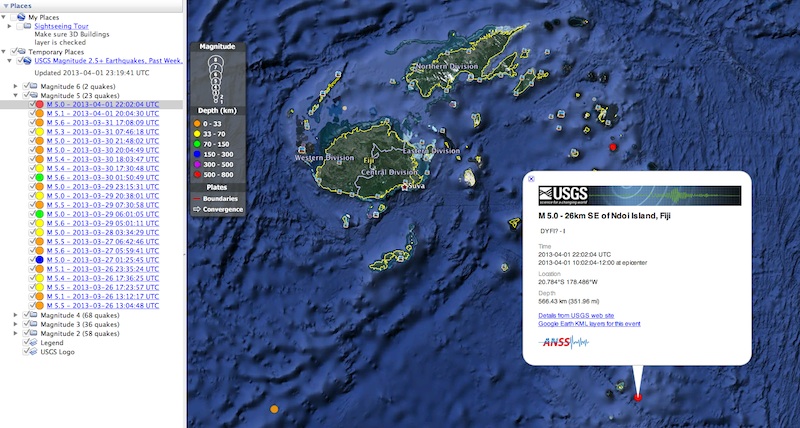 Places
My Places
Sightseeing Tour
Make sure 3D Buildings
layer is checked
Temporary Places
USGS Magnitude 2.5+ Earthquakes, Past Week,
Updated 2013-04-01 23:19:41 UTC
Magnitude 6 (2 quakes)
Magnitude 5 (23 quakes)
M 5.0 - 2013-04-01 22:02:04 UTC
M 5.1 - 2013-04-01 20:04:30 UTC
M 5.6 - 2013-03-31 17:08:09 UTC
M 5.3 - 2013-03-31 07:46:18 UTC
M 5.2 - 2013-03-30 21:48:02 UTC
M 5.0 - 2013-03-30 20:04:49 UTC
M 5.4 - 2013-03-30 18:03:47 UTC
M 5.4 - 2013-03-30 17:30:48 UTC
M 5.6 - 2013-03-30 01:50:49 UTC
M 5.0 - 2013-03-29 23:15:31 UTC
M 5.0 - 2013-03-29 20:38:01 UTC
M 5.5 - 2013-03-29 07:30:58 UTC
M 5.0 - 2013-03-29 06:01:05 UTC
M 5.0 - 2013-03-29 05:01:11 UTC
M 5.0 - 2013-03-28 03:34:29 UTC
M 5.0 - 2013-03-27 06:42:46 UTC
M 5.6 - 2013-03-27 05:59:41 UTC
M 5.0 - 2013-03-27 01:25:45 UTC
M 5.1 - 2013-03-26 23:35:24 UTC
M 5.4 - 2013-03-26 17:36:25 UTC
M 5.5 - 2013-03-26 17:23:57 UTC
M 5.1 - 2013-03-26 13:12:17 UTC
M 5.5 - 2013-03-26 13:04:48 UTC
Magnitude 4 (68 quakes)
Magnitude 3 (36 quakes)
Magnitude 2 (58 quakes)
Legend
USGS Logo
Magnitude
8
7
6
5
4
3
2
1
Depth (km)
0 - 33
33 - 70
70 - 150
150 - 300
300 - 500
500 - 800
Plates
Boundaries
Convergence
Northern Division
Western Division
Eastern Division
Fiji
Central Division
Suva
USGS
science for a changing world
M 5.0 - 26km SE of Ndoi Island, Fiji
DYFI? - I
Time
2013-04-01 22:02:04 UTC
2013-04-01 10:02:04-12:00 at epicenter
Location
20.784°S 178.486°W
Depth
566.43 km (351.96 mi)
Details from USGS web site
Google Earth KML layers for this event
ANSS